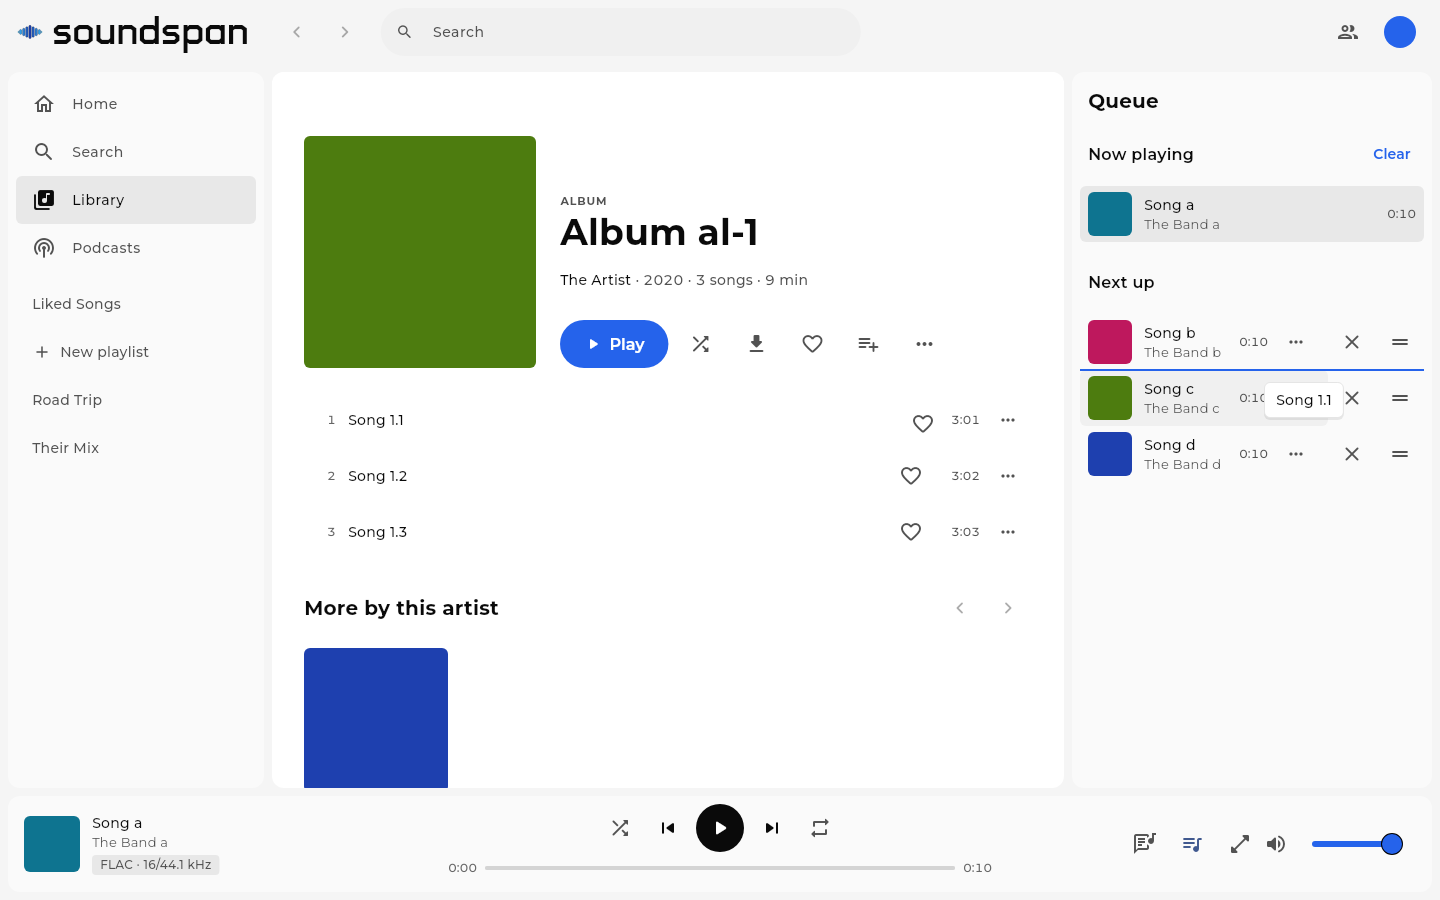 soundspan
Search
Home
Search
Library
Podcasts
Liked Songs
New playlist
Road Trip
Their Mix
ALBUM
Album al-1
The Artist · 2020 · 3 songs · 9 min
Play
1 Song 1.1 3:01
2 Song 1.2 3:02
3 Song 1.3 3:03
More by this artist
Queue
Now playing Clear
Song a
The Band a
0:10
Next up
Song b
The Band b
0:10
Song c
The Band c
0:10
Song 1.1
Song d
The Band d
0:10
Song a
The Band a
FLAC · 16/44.1 kHz
0:00 0:10